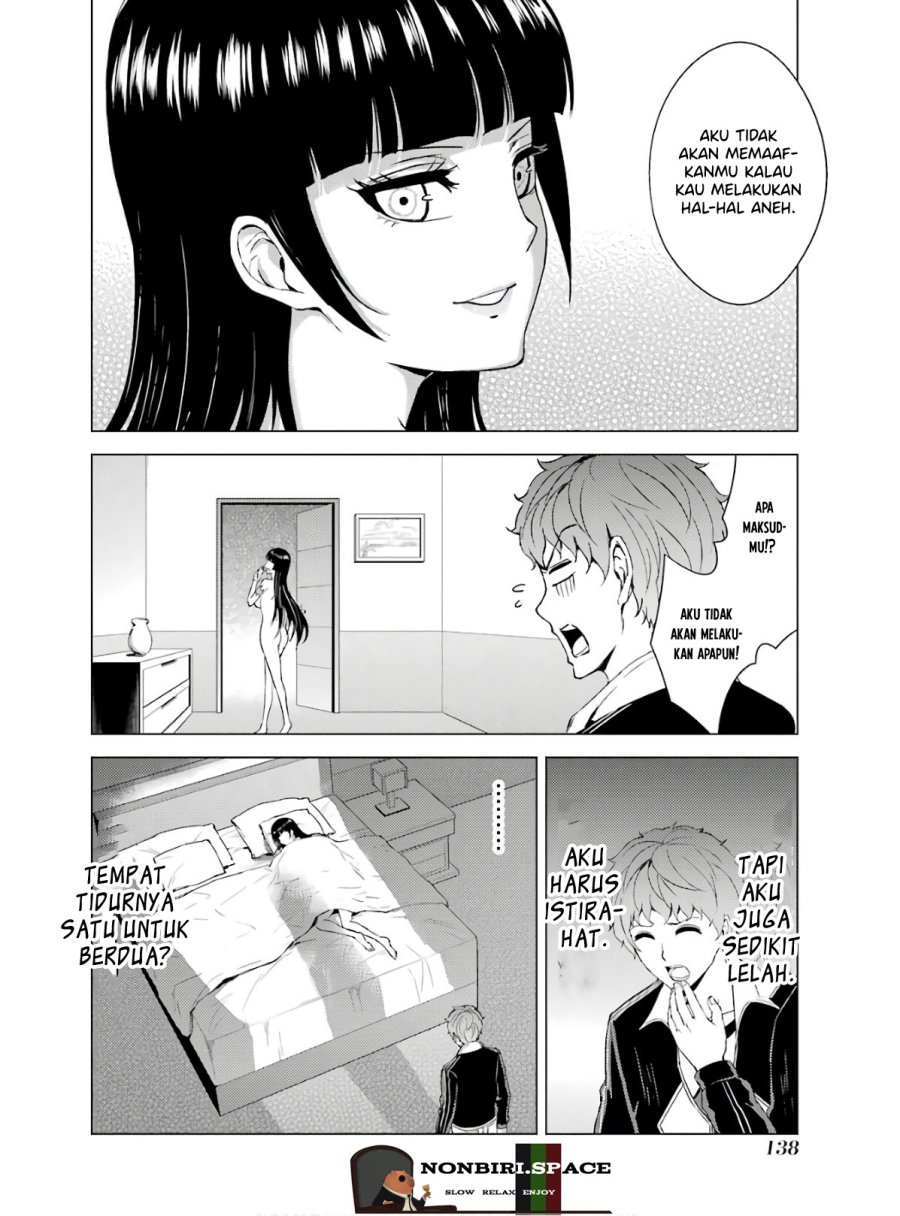 AKU TIDAK
AKAN MEMAAF-
KANMU KALAU
KAU MELAKUKAN
HAL-HAL ANEH.
APA
MAKSUD-
MU!?
AKU TIDAK
AKAN MELAKU-
KAN APAPUN!
TAPI
AKU
JUGA
SEDIKIT
LELAH.
AKU
HARUS
ISTIRA-
HAT.
.........
TEMPAT
TIDURNYA
SATU UNTUK
BERDUA?
138
NONBIRI.SPACE
SLOW RELAX ENJOY